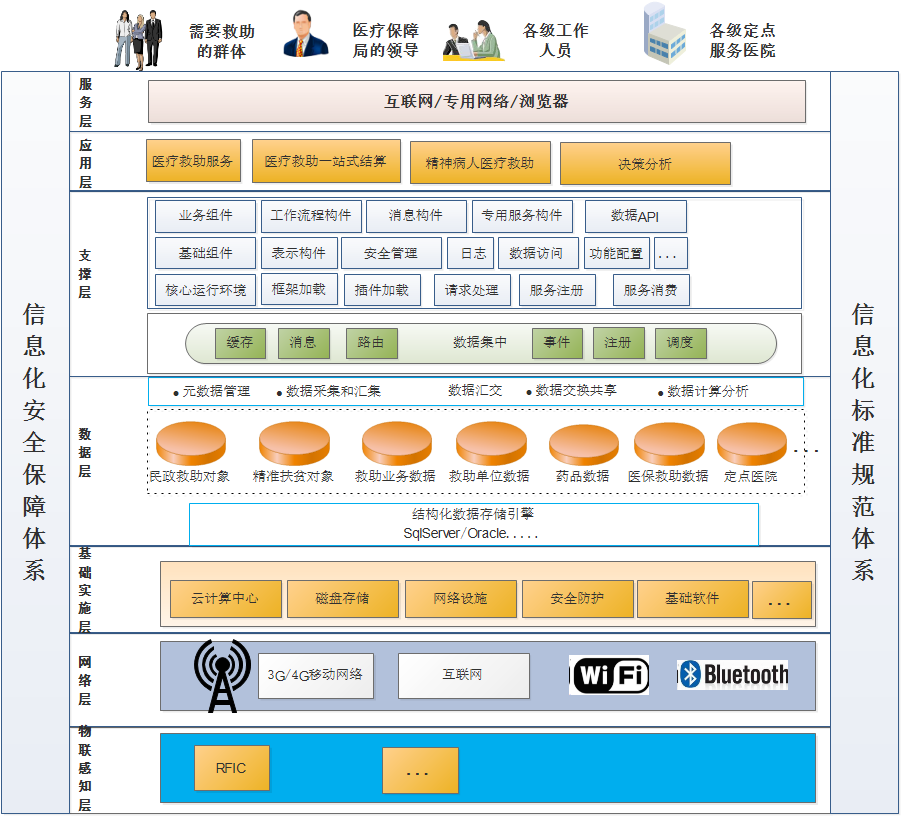 需要救助
的群体
医疗保障
局的领导
各级工作
人员
各级定点
服务医院
信息化安全保障体系
服务层
互联网/专用网络/浏览器
应用层
医疗救助服务
医疗救助一站式结算
精神病人医疗救助
决策分析
支撑层
业务组件
工作流程构件
消息构件
专用服务构件
数据API
基础组件
表示构件
安全管理
日志
数据访问
功能配置
...
核心运行环境
框架加载
插件加载
请求处理
服务注册
服务消费
缓存
消息
路由
数据集中
事件
注册
调度
数据层
●元数据管理
●数据采集和汇集
数据汇交
●数据交换共享
●数据计算分析
民政救助对象
精准扶贫对象
救助业务数据
救助单位数据
药品数据
医保救助数据
定点医院
...
结构化数据存储引擎
SqlServer/Oracle.....
基础实施层
云计算中心
磁盘存储
网络设施
安全防护
基础软件
...
网络层
3G/4G移动网络
互联网
WiFi
Bluetooth
物联感知层
RFIC
...
信息化标准规范体系